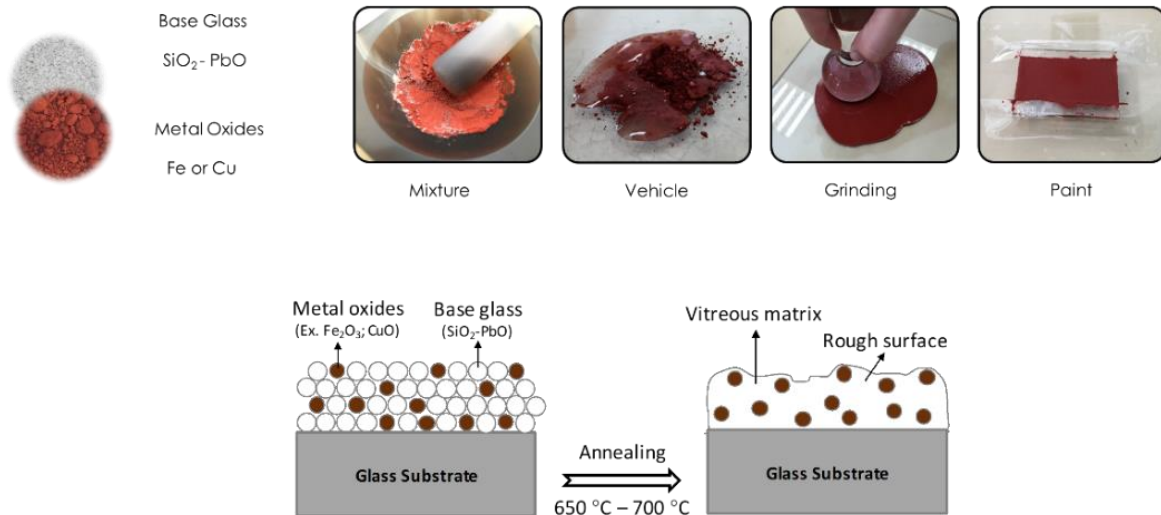 Base Glass
SiO₂ - PbO
Metal Oxides
Fe or Cu
Mixture
Vehicle
Grinding
Paint
Metal oxides
(Ex. Fe₂O₃; CuO)
Base glass
(SiO₂-PbO)
Glass Substrate
Annealing
650 °C – 700 °C
Vitreous matrix
Rough surface
Glass Substrate